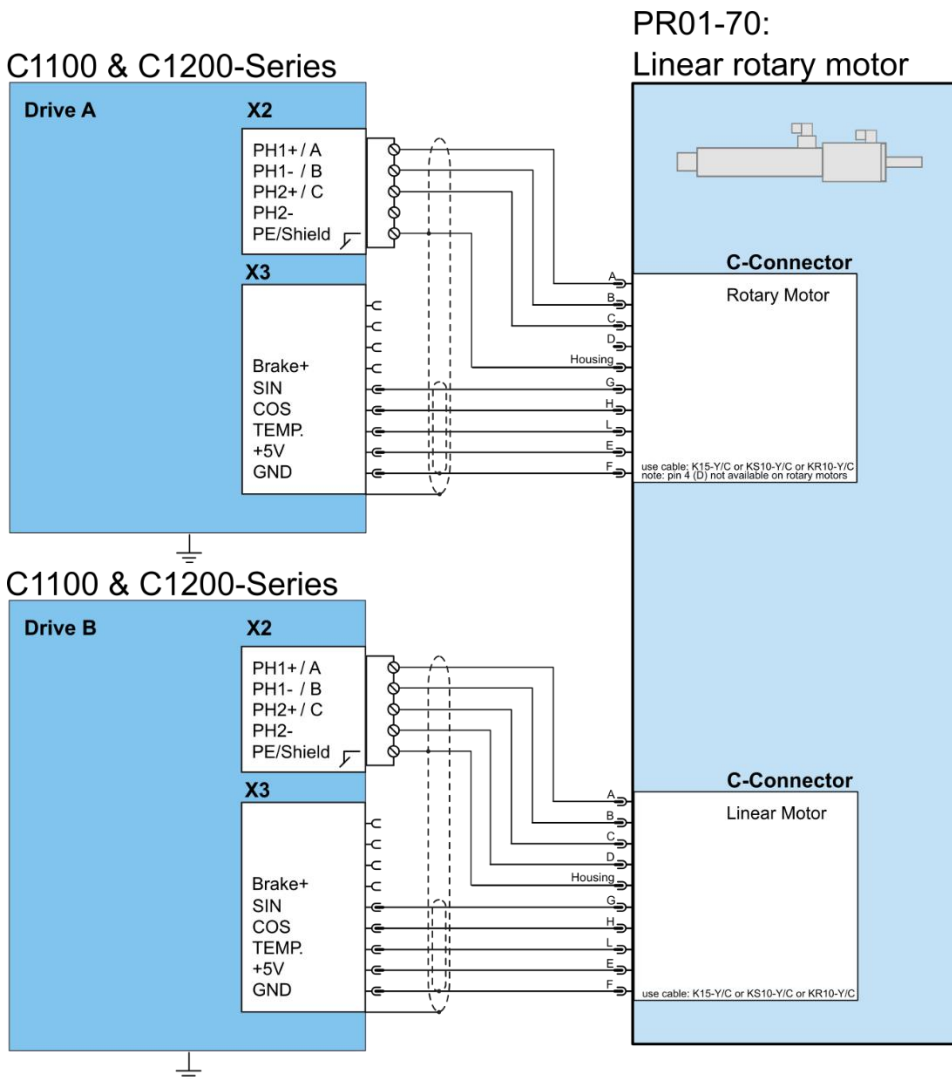 PR01-70:
Linear rotary motor
C1100 & C1200-Series
Drive A
X2
PH1+/ A
PH1- / B
PH2+ / C
PH2-
PE/Shield
X3
Brake+
SIN
COS
TEMP.
+5V
GND
A
B
C
D
Housing
G
H
L
E
F
C-Connector
Rotary Motor
use cable: K15-Y/C or KS10-Y/C or KR10-Y/C
note: pin 4 (D) not available on rotary motors
C1100 & C1200-Series
Drive B
X2
PH1+/ A
PH1- / B
PH2+ / C
PH2-
PE/Shield
X3
Brake+
SIN
COS
TEMP.
+5V
GND
A
B
C
D
Housing
G
H
L
E
F
C-Connector
Linear Motor
use cable: K15-Y/C or KS10-Y/C or KR10-Y/C